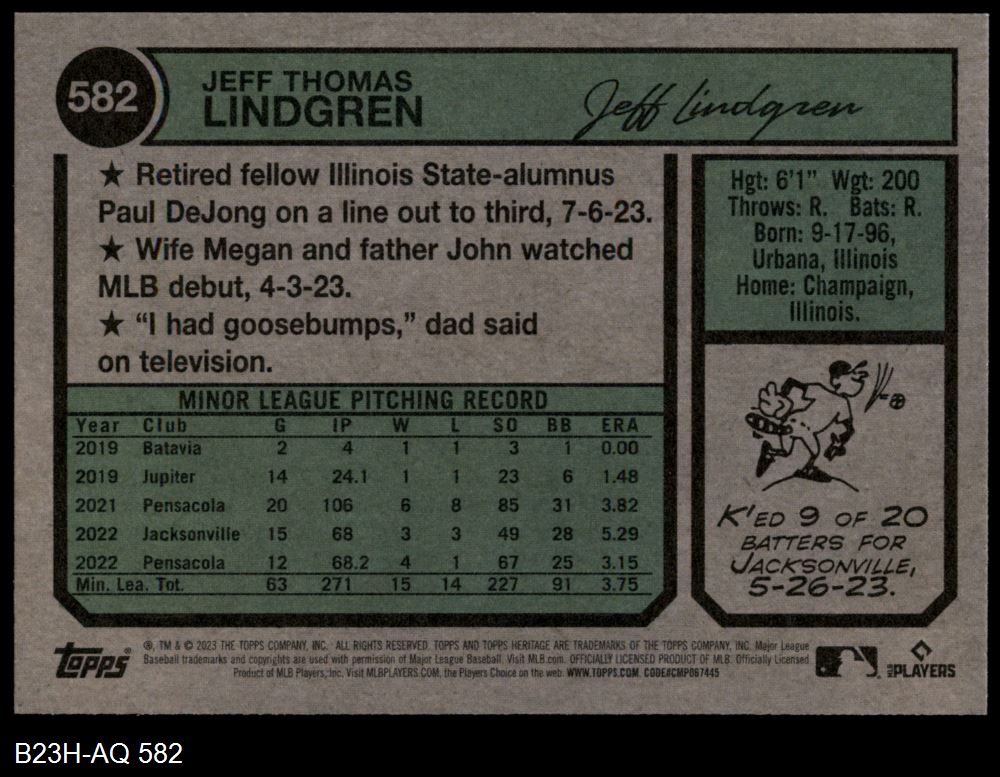 582
JEFF THOMAS
LINDGREN
Jeff Lindgren
★ Retired fellow Illinois State-alumnus
Paul DeJong on a line out to third, 7-6-23.
★ Wife Megan and father John watched
MLB debut, 4-3-23.
★ “I had goosebumps,” dad said
on television.
Hgt: 6'1" Wgt: 200
Throws: R. Bats: R.
Born: 9-17-96,
Urbana, Illinois
Home: Champaign,
Illinois.
MINOR LEAGUE PITCHING RECORD
Year Club G IP W L SO BB ERA
2019 Batavia 2 4 1 1 3 1 0.00
2019 Jupiter 14 24.1 1 1 23 6 1.48
2021 Pensacola 20 106 6 8 85 31 3.82
2022 Jacksonville 15 68 3 3 49 28 5.29
2022 Pensacola 12 68.2 4 1 67 25 3.15
Min. Lea. Tot. 63 271 15 14 227 91 3.75
K'ED 9 OF 20
BATTERS FOR
JACKSONVILLE,
5-26-23.
TOPPS®
®, TM & © 2023 THE TOPPS COMPANY, INC. ALL RIGHTS RESERVED. TOPPS AND TOPPS HERITAGE ARE TRADEMARKS OF THE TOPPS COMPANY, INC. Major League
Baseball trademarks and copyrights are used with permission of Major League Baseball. Visit MLB.com. OFFICIALLY LICENSED PRODUCT OF MLB. Officially Licensed
Product of MLB Players, Inc. Visit MLBPLAYERS.COM, the Players Choice on the web. WWW.TOPPS.COM. CODE#CMP067445
MLB PLAYERS
B23H-AQ 582